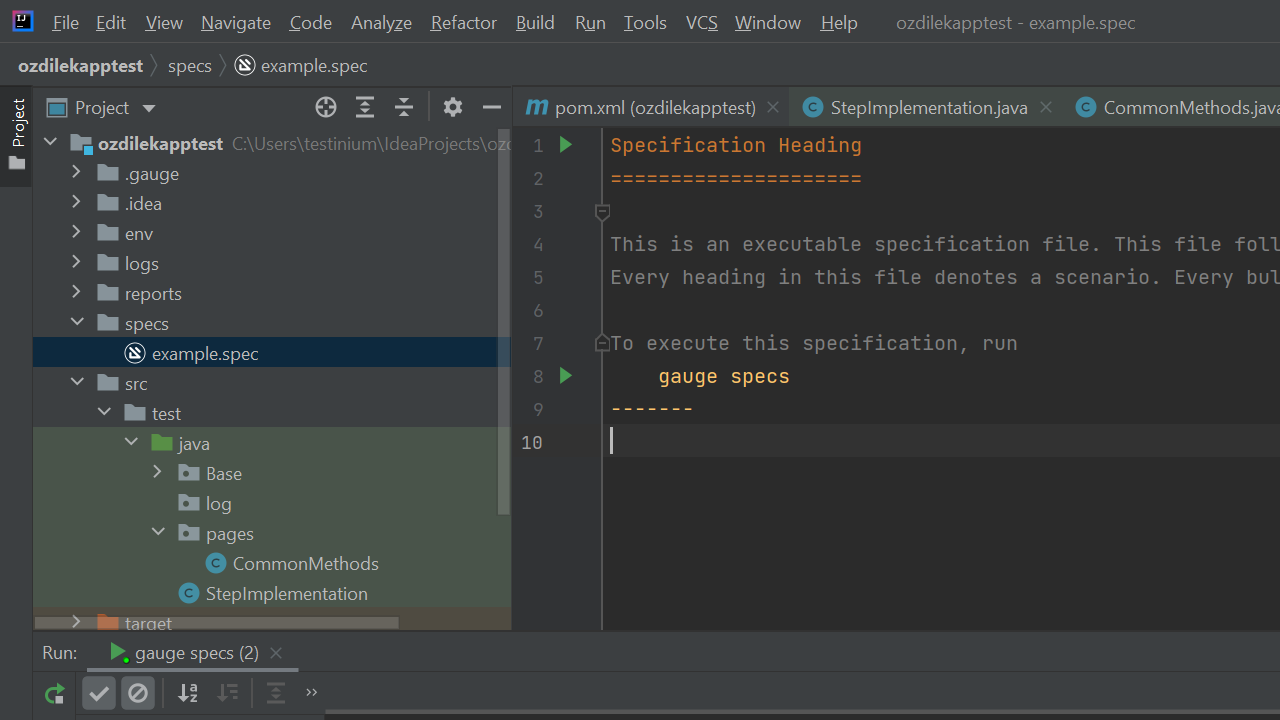 File Edit View Navigate Code Analyze Refactor Build Run Tools VCS Window Help ozdilekapptest - example.spec
ozdilekapptest specs example.spec
Project
Project
pom.xml (ozdilekapptest) StepImplementation.java CommonMethods.java
ozdilekapptest C:\Users\testinium\IdeaProjects\ozd
.gauge
.idea
env
logs
reports
specs
example.spec
src
test
java
Base
log
pages
CommonMethods
StepImplementation
target
1 Specification Heading
2 =====================
3
4 This is an executable specification file. This file foll
5 Every heading in this file denotes a scenario. Every bul
6
7 To execute this specification, run
8 gauge specs
9 -------
10
Run: gauge specs (2)